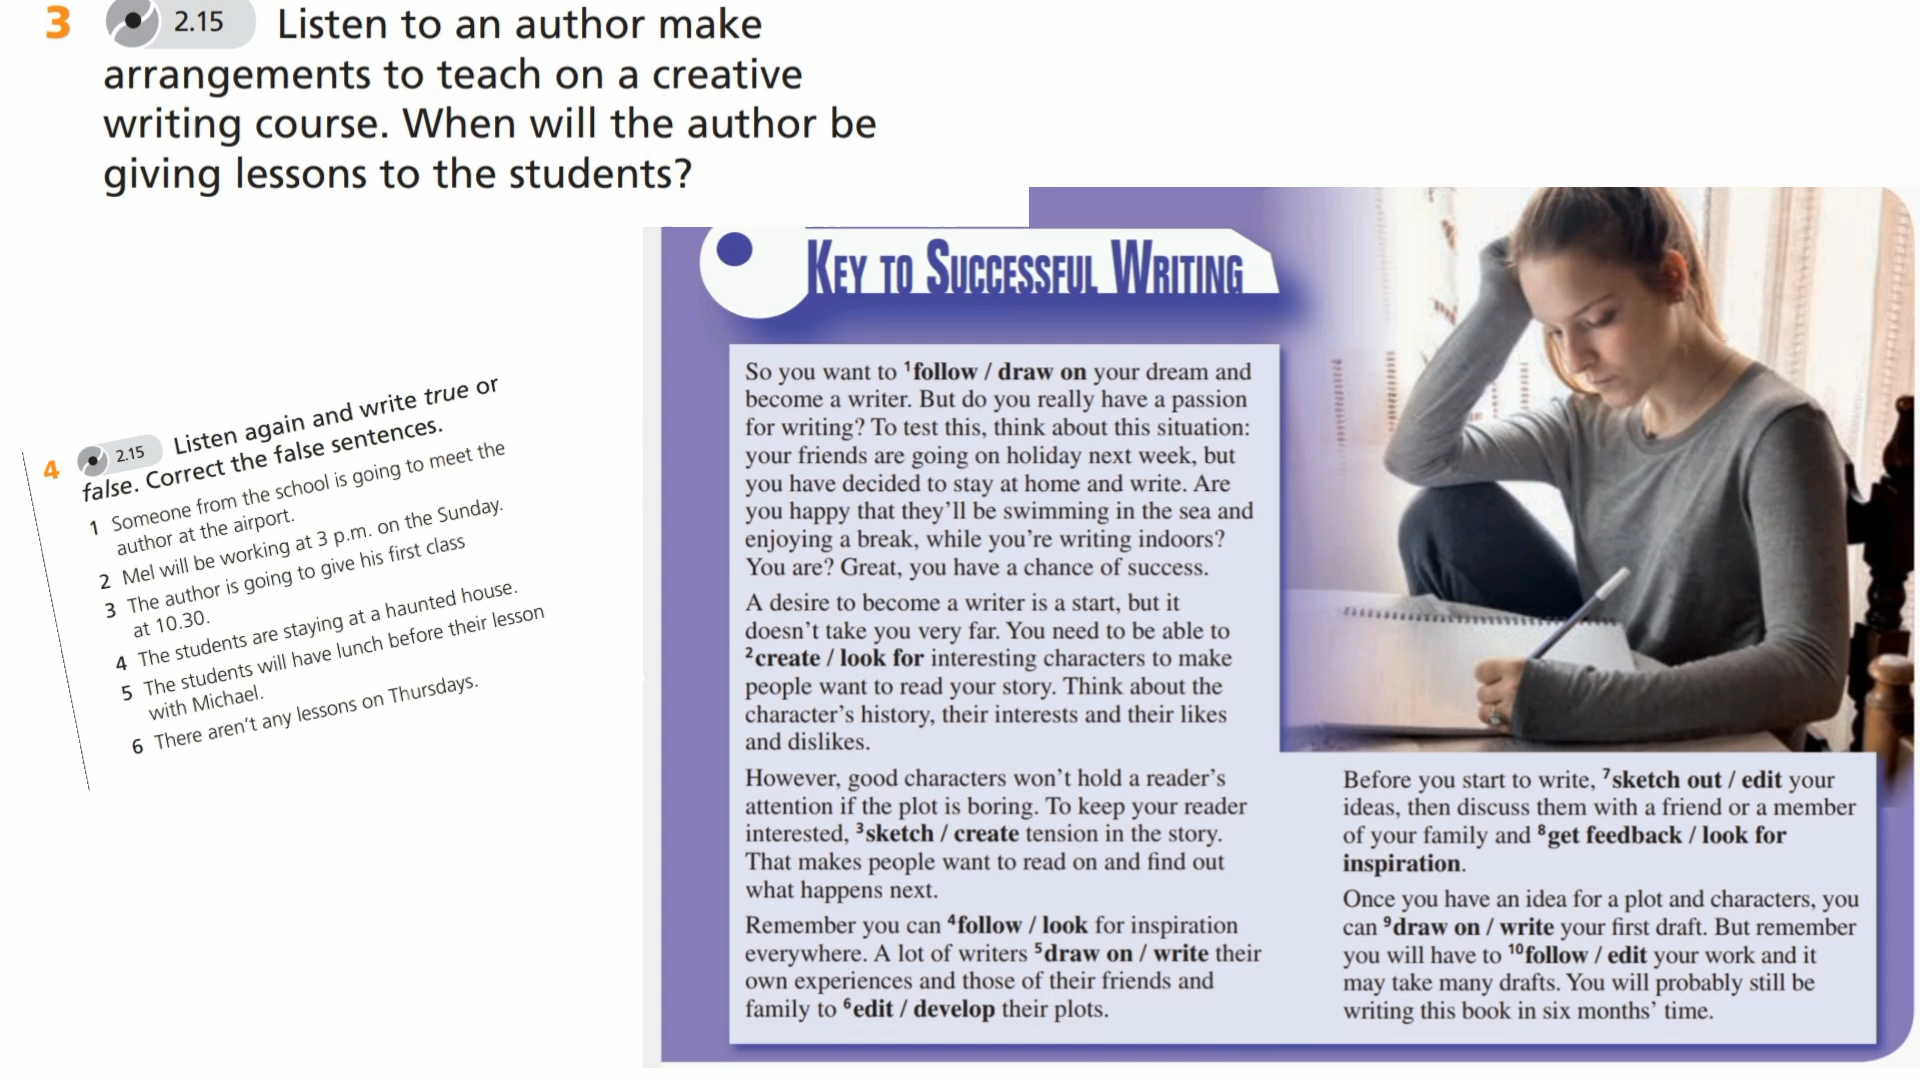 3 2.15 Listen to an author make
arrangements to teach on a creative
writing course. When will the author be
giving lessons to the students?
4 2.15 Listen again and write true or
false. Correct the false sentences.
1 Someone from the school is going to meet the
author at the airport.
2 Mel will be working at 3 p.m. on the Sunday.
3 The author is going to give his first class
at 10.30.
4 The students are staying at a haunted house.
5 The students will have lunch before their lesson
with Michael.
6 There aren't any lessons on Thursdays.
KEY TO SUCCESSFUL WRITING
So you want to ¹follow / draw on your dream and
become a writer. But do you really have a passion
for writing? To test this, think about this situation:
your friends are going on holiday next week, but
you have decided to stay at home and write. Are
you happy that they'll be swimming in the sea and
enjoying a break, while you're writing indoors?
You are? Great, you have a chance of success.
A desire to become a writer is a start, but it
doesn't take you very far. You need to be able to
²create / look for interesting characters to make
people want to read your story. Think about the
character's history, their interests and their likes
and dislikes.
However, good characters won't hold a reader's
attention if the plot is boring. To keep your reader
interested, ³sketch / create tension in the story.
That makes people want to read on and find out
what happens next.
Remember you can ⁴follow / look for inspiration
everywhere. A lot of writers ⁵draw on / write their
own experiences and those of their friends and
family to ⁶edit / develop their plots.
Before you start to write, ⁷sketch out / edit your
ideas, then discuss them with a friend or a member
of your family and ⁸get feedback / look for
inspiration.
Once you have an idea for a plot and characters, you
can ⁹draw on / write your first draft. But remember
you will have to ¹⁰follow / edit your work and it
may take many drafts. You will probably still be
writing this book in six months' time.